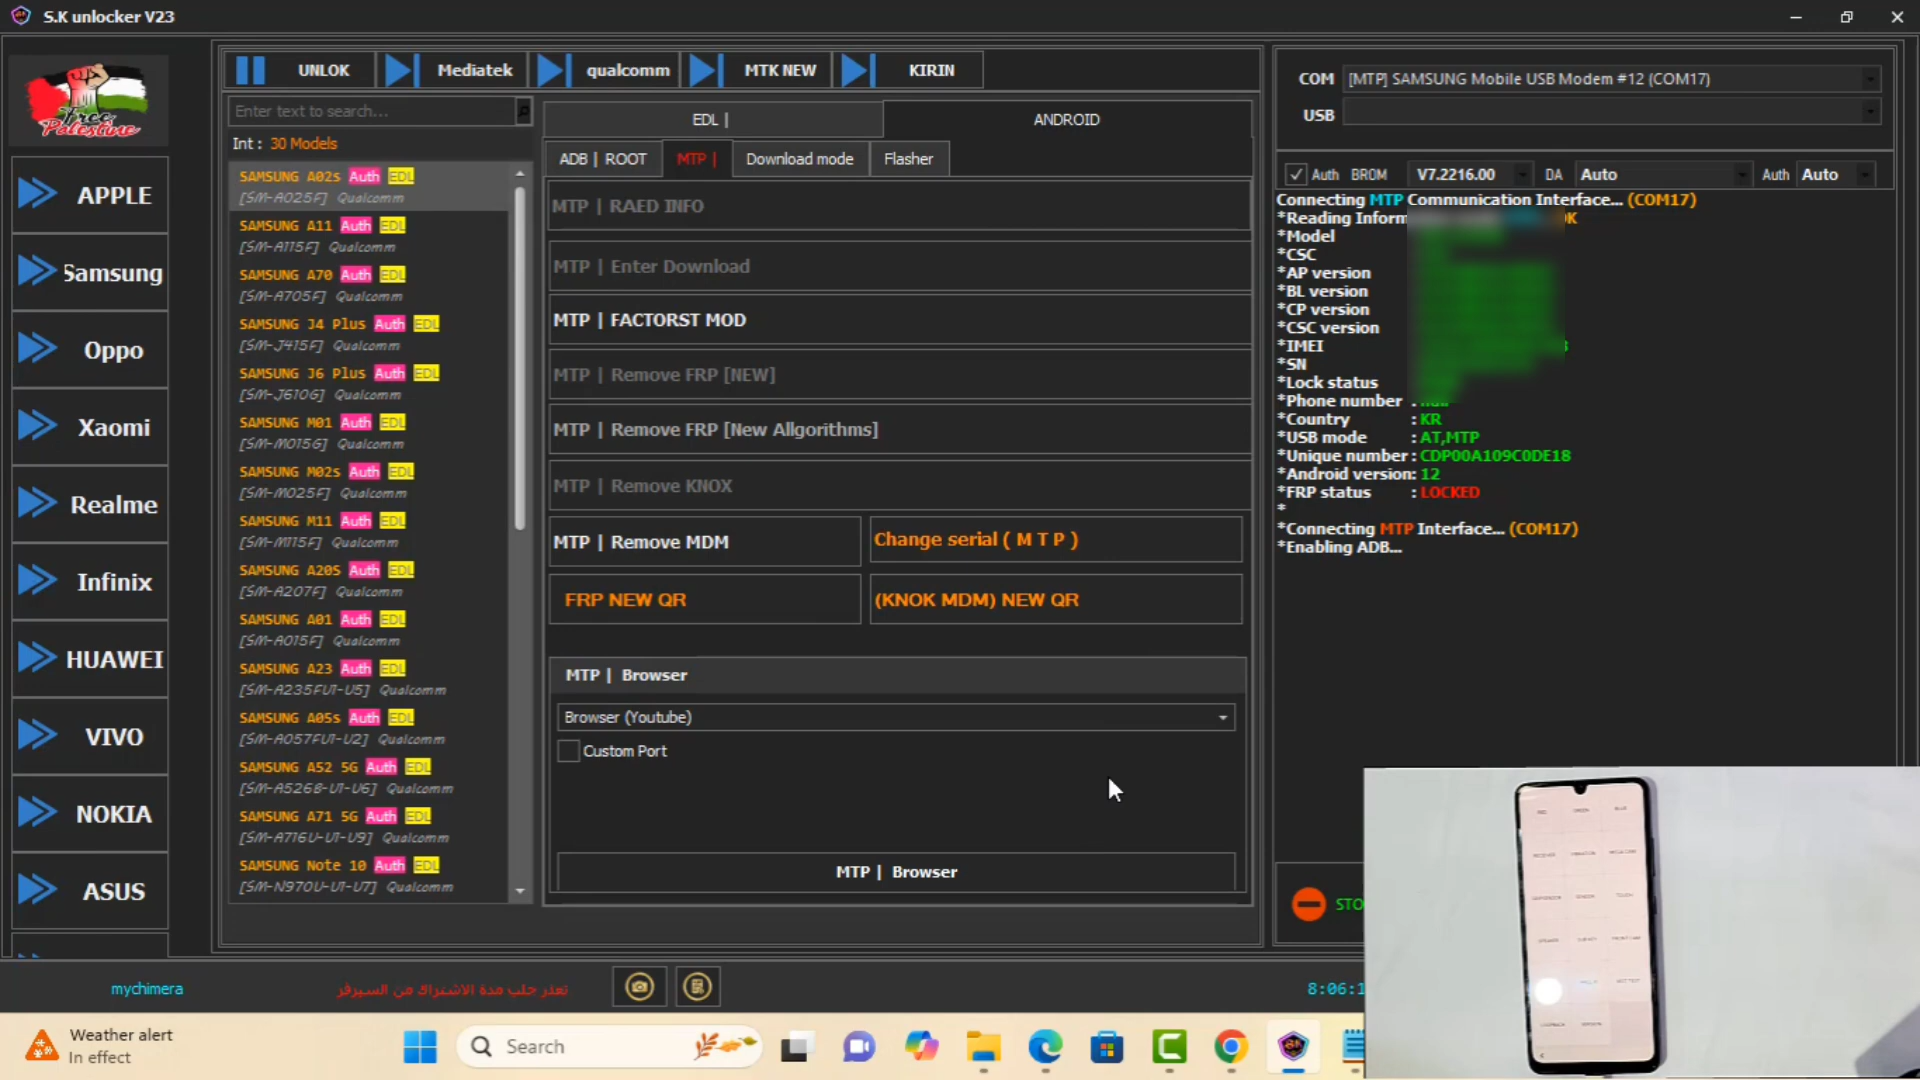 S.K unlocker V23
Free
Palestine
APPLE
Samsung
Oppo
Xaomi
Realme
Infinix
HUAWEI
VIVO
NOKIA
ASUS
UNLOK
Mediatek
qualcomm
MTK NEW
KIRIN
Enter text to search...
Int : 30 Models
SAMSUNG A02s Auth EDL
[SM-A025F] Qualcomm
SAMSUNG A11 Auth EDL
[SM-A115F] Qualcomm
SAMSUNG A70 Auth EDL
[SM-A705F] Qualcomm
SAMSUNG J4 Plus Auth EDL
[SM-J415F] Qualcomm
SAMSUNG J6 Plus Auth EDL
[SM-J610G] Qualcomm
SAMSUNG M01 Auth EDL
[SM-M015G] Qualcomm
SAMSUNG M02s Auth EDL
[SM-M025F] Qualcomm
SAMSUNG M11 Auth EDL
[SM-M115F] Qualcomm
SAMSUNG A20S Auth EDL
[SM-A207F] Qualcomm
SAMSUNG A01 Auth EDL
[SM-A015F] Qualcomm
SAMSUNG A23 Auth EDL
[SM-A235FU1-U5] Qualcomm
SAMSUNG A05s Auth EDL
[SM-A057FU1-U2] Qualcomm
SAMSUNG A52 5G Auth EDL
[SM-A526B-U1-U6] Qualcomm
SAMSUNG A71 5G Auth EDL
[SM-A716U-U1-U9] Qualcomm
SAMSUNG Note 10 Auth EDL
[SM-N970U-U1-U7] Qualcomm
EDL |
ANDROID
ADB | ROOT
MTP |
Download mode
Flasher
MTP | RAED INFO
MTP | Enter Download
MTP | FACTORST MOD
MTP | Remove FRP [NEW]
MTP | Remove FRP [New Allgorithms]
MTP | Remove KNOX
MTP | Remove MDM
Change serial ( M T P )
FRP NEW QR
(KNOK MDM) NEW QR
MTP | Browser
Browser (Youtube)
Custom Port
MTP | Browser
COM [MTP] SAMSUNG Mobile USB Modem #12 (COM17)
USB
Auth BROM V7.2216.00 DA Auto Auth Auto
Connecting MTP Communication Interface... (COM17)
*Reading Inform
*Model
*CSC
*AP version
*BL version
*CP version
*CSC version
*IMEI
*SN
*Lock status
*Phone number :
*Country : KR
*USB mode : AT,MTP
*Unique number : CDP00A109C0DE18
*Android version: 12
*FRP status : LOCKED
*
*Connecting MTP Interface... (COM17)
*Enabling ADB...
STO
mychimera
تعذر جلب مدة الاشتراك من السيرفر
8:06:1
Weather alert
In effect
Search